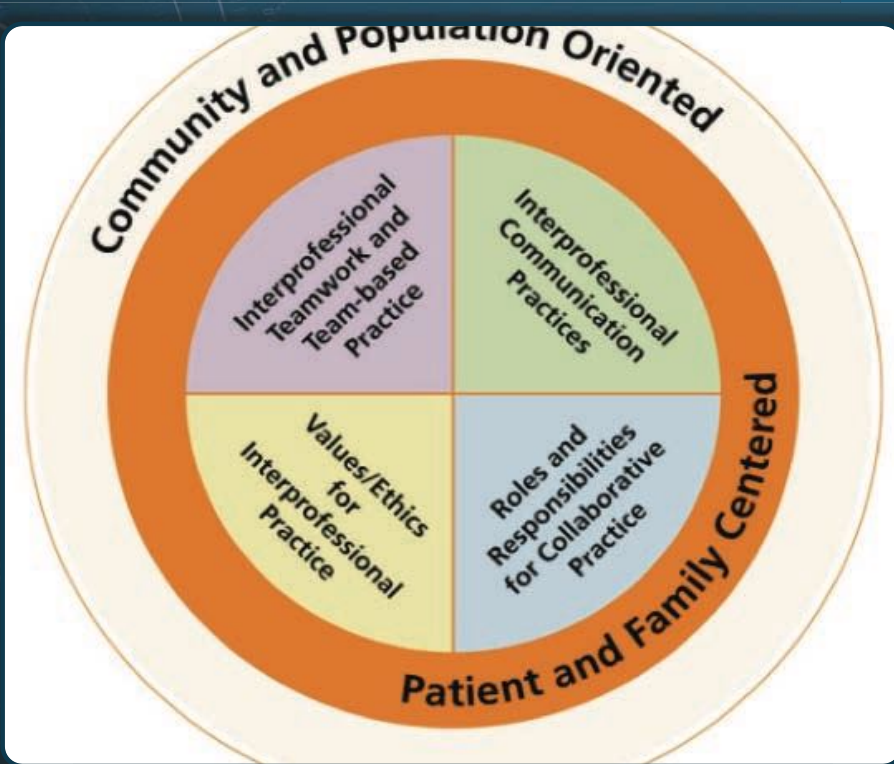 Community and Population Oriented
Interprofessional
Teamwork and
Team-based
Practice
Interprofessional
Communication
Practices
Values/Ethics
for
Interprofessional
Practice
Roles and
Responsibilities
for Collaborative
Practice
Patient and Family Centered